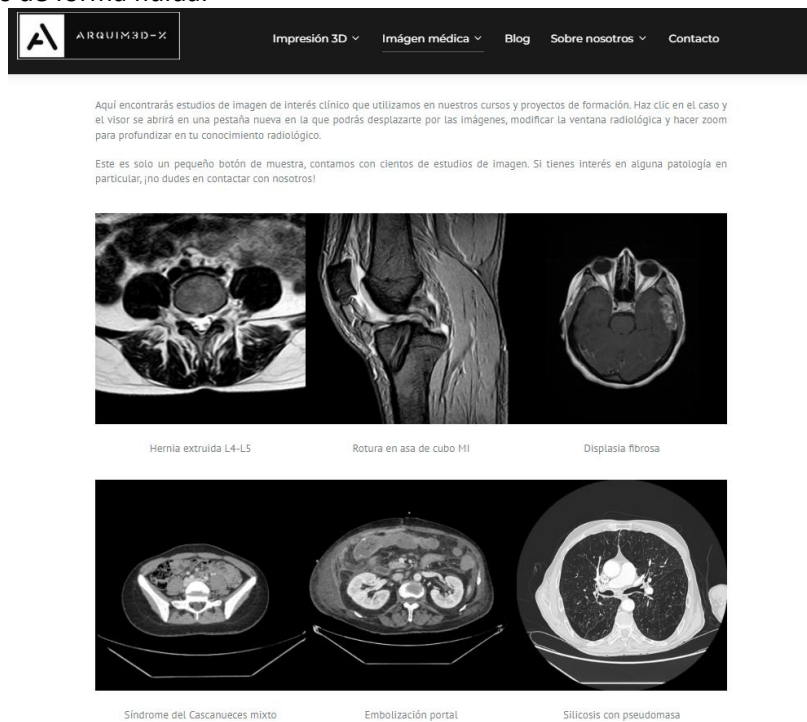 ARQUIM3D-X
Impresión 3D Imágen médica Blog Sobre nosotros Contacto
Aquí encontrarás estudios de imagen de interés clínico que utilizamos en nuestros cursos y proyectos de formación. Haz clic en el caso y
el visor se abrirá en una pestaña nueva en la que podrás desplazarte por las imágenes, modificar la ventana radiológica y hacer zoom
para profundizar en tu conocimiento radiológico.
Este es solo un pequeño botón de muestra, contamos con cientos de estudios de imagen. Si tienes interés en alguna patología en
particular, ¡no dudes en contactar con nosotros!
Hernia extruida L4-L5 Rotura en asa de cubo MI Displasia fibrosa
Síndrome del Cascanueces mixto Embolización portal Silicosis con pseudomasa